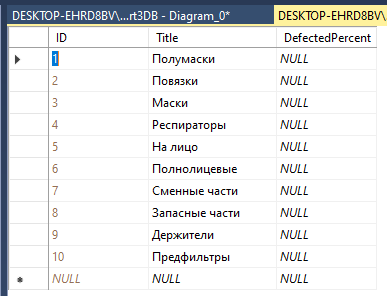 DESKTOP-EHRD8BV\...rt3DB - Diagram_0* DESKTOP-EHRD8BV\
ID Title DefectedPercent
1 Полумаски NULL
2 Повязки NULL
3 Маски NULL
4 Респираторы NULL
5 На лицо NULL
6 Полнолицевые NULL
7 Сменные части NULL
8 Запасные части NULL
9 Держители NULL
10 Предфильтры NULL
NULL NULL NULL